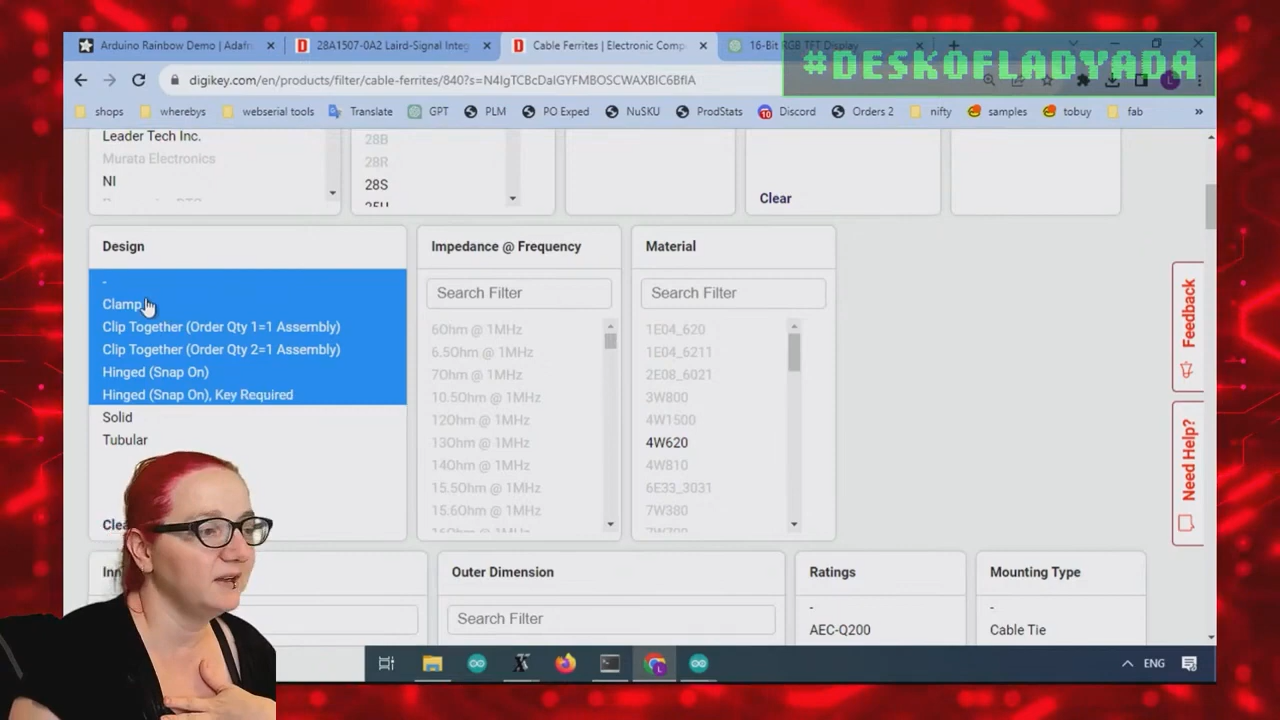 #DESKOFLADYADA
Arduino Rainbow Demo | Adafr
28A1507-0A2 Laird-Signal Integ
Cable Ferrites | Electronic Comp
16-Bit RGB TFT Display
digikey.com/en/products/filter/cable-ferrites/840?s=N4IgTCBcDaIGYFMBOSCWAXBIC6BfIA
shops
wherebys
webserial tools
Translate
GPT
PLM
PO Exped
NuSKU
ProdStats
Discord
Orders 2
nifty
samples
tobuy
fab
»
Leader Tech Inc.
Murata Electronics
NI
28B
28R
28S
35H
Clear
Design
-
Clamp
Clip Together (Order Qty 1=1 Assembly)
Clip Together (Order Qty 2=1 Assembly)
Hinged (Snap On)
Hinged (Snap On), Key Required
Solid
Tubular
Clea
Impedance @ Frequency
Search Filter
6Ohm @ 1MHz
6.5Ohm @ 1MHz
7Ohm @ 1MHz
10.5Ohm @ 1MHz
12Ohm @ 1MHz
13Ohm @ 1MHz
14Ohm @ 1MHz
15.5Ohm @ 1MHz
15.6Ohm @ 1MHz
16Ohm @ 1MHz
Material
Search Filter
1E04_620
1E04_6211
2E08_6021
3W800
4W1500
4W620
4W810
6E33_3031
7W380
7W700
Feedback
Need Help?
Inn
Outer Dimension
Search Filter
Ratings
-
AEC-Q200
Mounting Type
-
Cable Tie
ENG